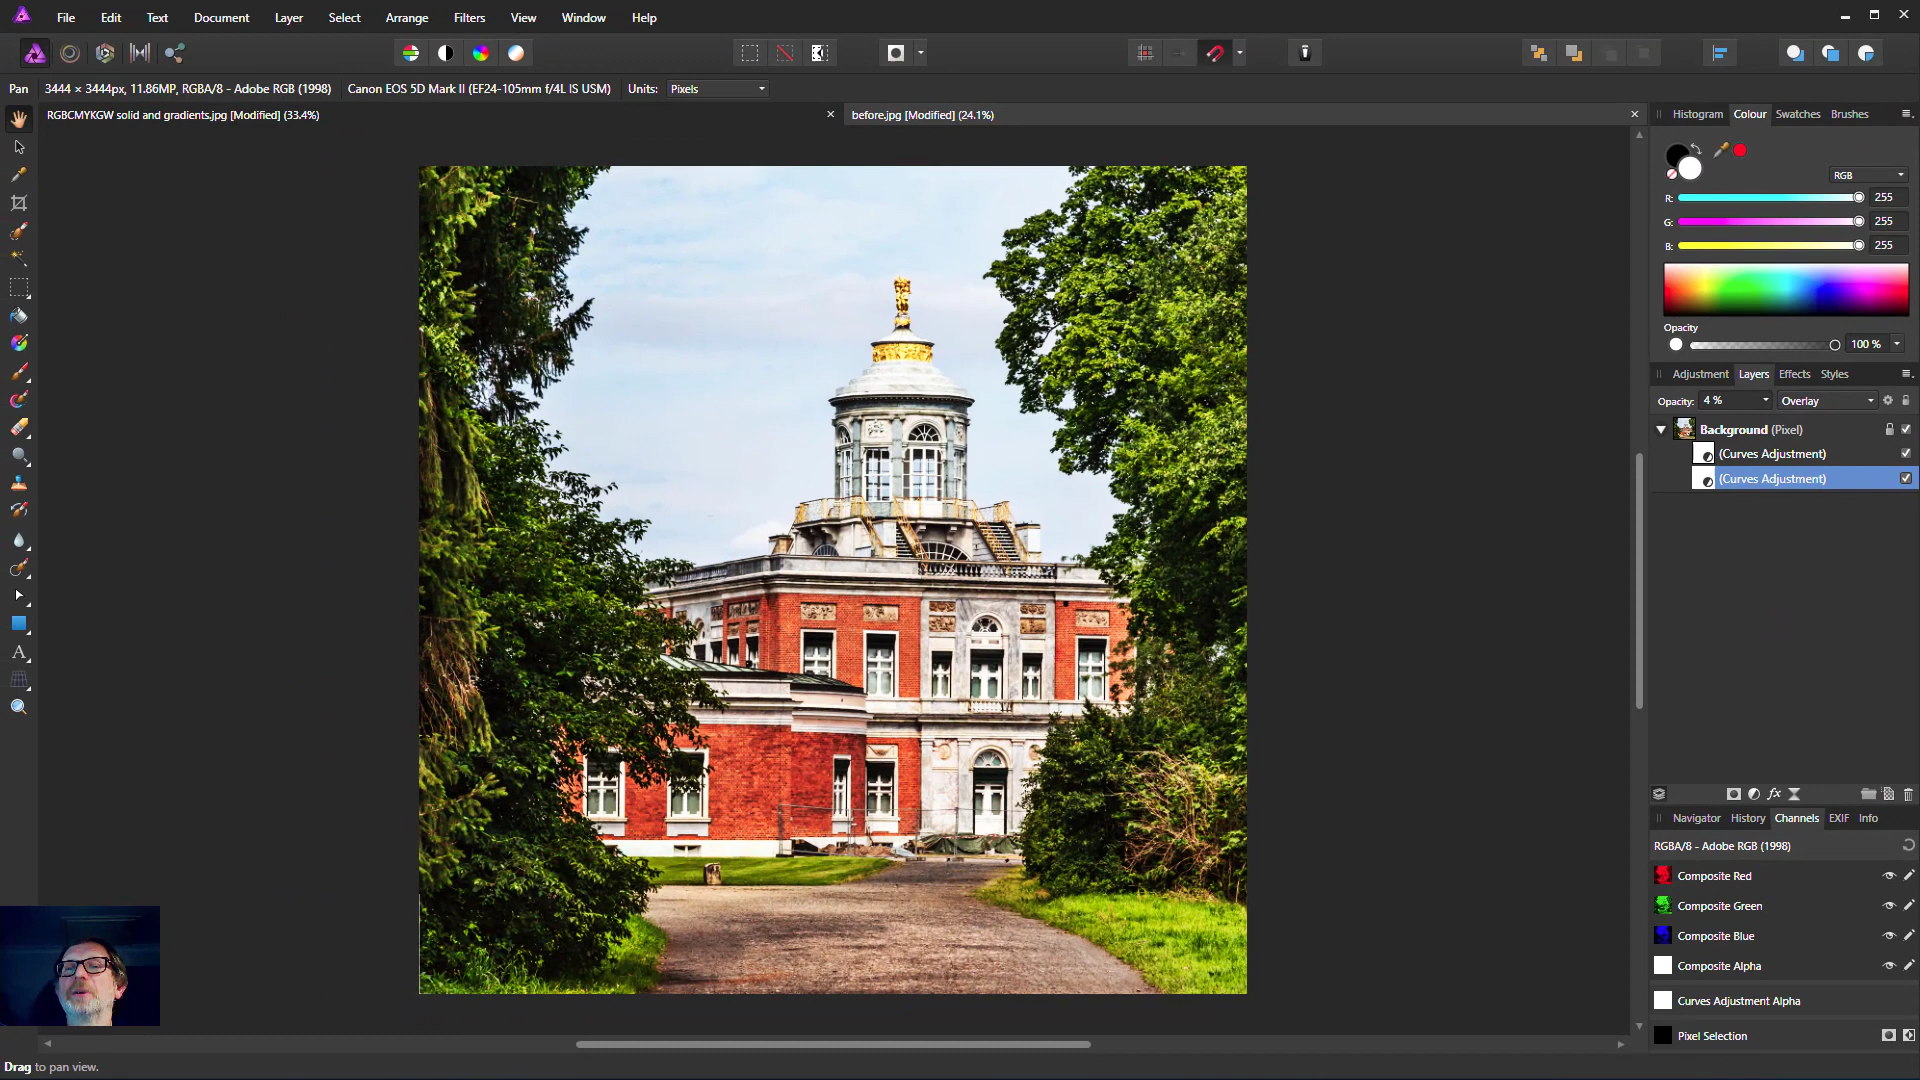 File Edit Text Document Layer Select Arrange Filters View Window Help
Pan 3444 × 3444px, 11.86MP, RGBA/8 - Adobe RGB (1998) Canon EOS 5D Mark II (EF24-105mm f/4L IS USM) Units: Pixels
RGBCMYKGW solid and gradients.jpg [Modified] (33.4%) before.jpg [Modified] (24.1%)
Histogram Colour Swatches Brushes
RGB
R: 255
G: 255
B: 255
Opacity
100 %
Adjustment Layers Effects Styles
Opacity: 4 % Overlay
Background (Pixel)
(Curves Adjustment)
(Curves Adjustment)
fx
Navigator History Channels EXIF Info
RGBA/8 - Adobe RGB (1998)
Composite Red
Composite Green
Composite Blue
Composite Alpha
Curves Adjustment Alpha
Pixel Selection
Drag to pan view.